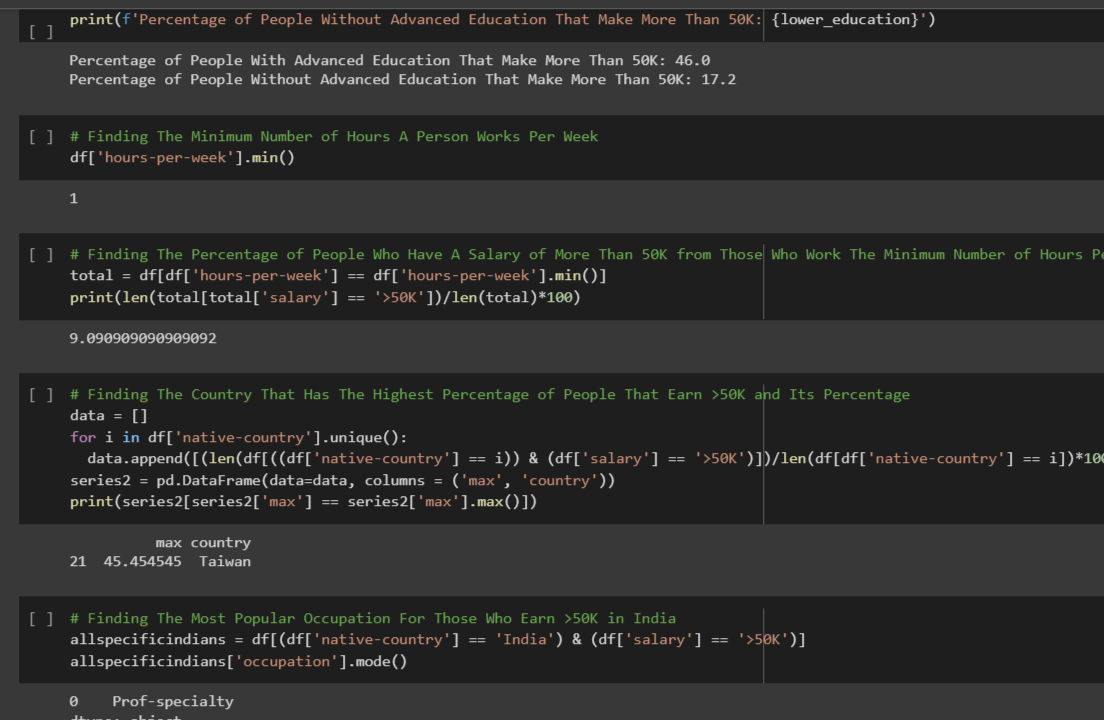 print(f'Percentage of People Without Advanced Education That Make More Than 50K: {lower_education}')
[ ]
Percentage of People With Advanced Education That Make More Than 50K: 46.0
Percentage of People Without Advanced Education That Make More Than 50K: 17.2
[ ] # Finding The Minimum Number of Hours A Person Works Per Week
df['hours-per-week'].min()
1
[ ] # Finding The Percentage of People Who Have A Salary of More Than 50K from Those Who Work The Minimum Number of Hours Pe
total = df[df['hours-per-week'] == df['hours-per-week'].min()]
print(len(total[total['salary'] == '>50K'])/len(total)*100)
9.090909090909092
[ ] # Finding The Country That Has The Highest Percentage of People That Earn >50K and Its Percentage
data = []
for i in df['native-country'].unique():
data.append([(len(df[((df['native-country'] == i)) & (df['salary'] == '>50K')])/len(df[df['native-country'] == i])*100
series2 = pd.DataFrame(data=data, columns = ('max', 'country'))
print(series2[series2['max'] == series2['max'].max()])
max country
21 45.454545 Taiwan
[ ] # Finding The Most Popular Occupation For Those Who Earn >50K in India
allspecificindians = df[(df['native-country'] == 'India') & (df['salary'] == '>50K')]
allspecificindians['occupation'].mode()
0 Prof-specialty
dtype: object